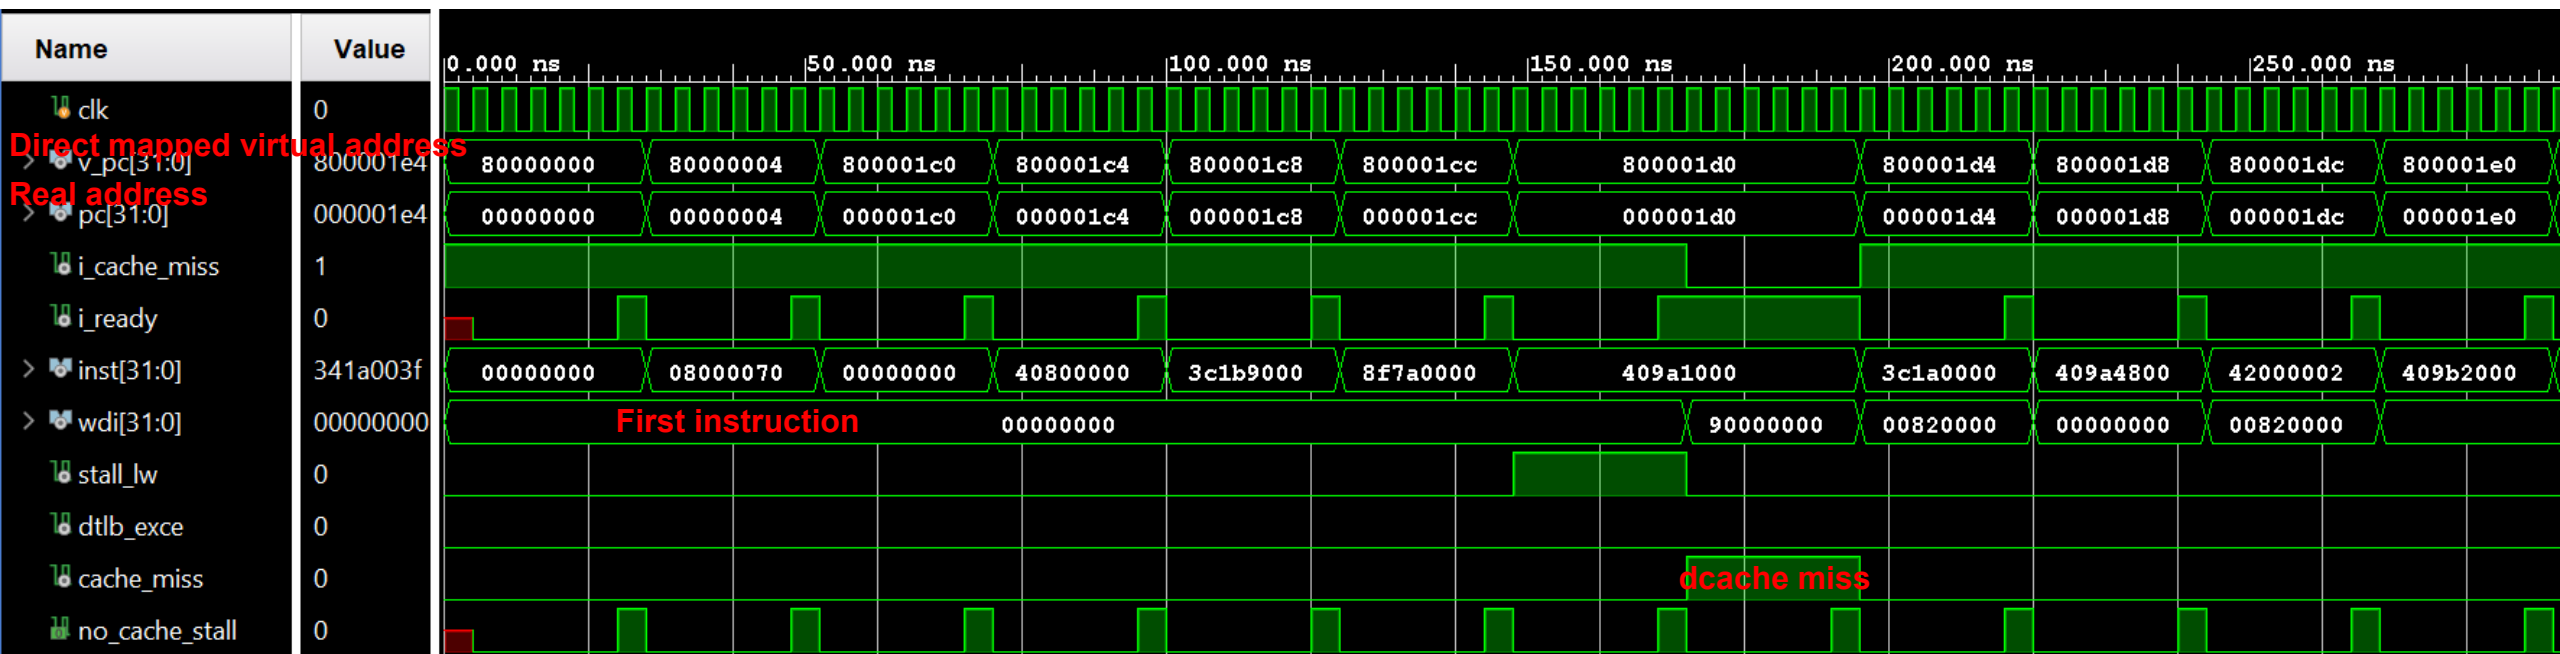 Name Value 0.000 ns 50.000 ns 100.000 ns 150.000 ns 200.000 ns 250.000 ns
clk 0
Direct mapped virtual address
v_pc[31:0] 800001e4 80000000 80000004 800001c0 800001c4 800001c8 800001cc 800001d0 800001d4 800001d8 800001dc 800001e0
Real address
pc[31:0] 000001e4 00000000 00000004 000001c0 000001c4 000001c8 000001cc 000001d0 000001d4 000001d8 000001dc 000001e0
i_cache_miss 1
i_ready 0
inst[31:0] 341a003f 00000000 08000070 00000000 40800000 3c1b9000 8f7a0000 409a1000 3c1a0000 409a4800 42000002 409b2000
wdi[31:0] 00000000 First instruction 00000000 90000000 00820000 00000000 00820000
stall_lw 0
dtlb_exce 0
cache_miss 0 dcache miss
no_cache_stall 0